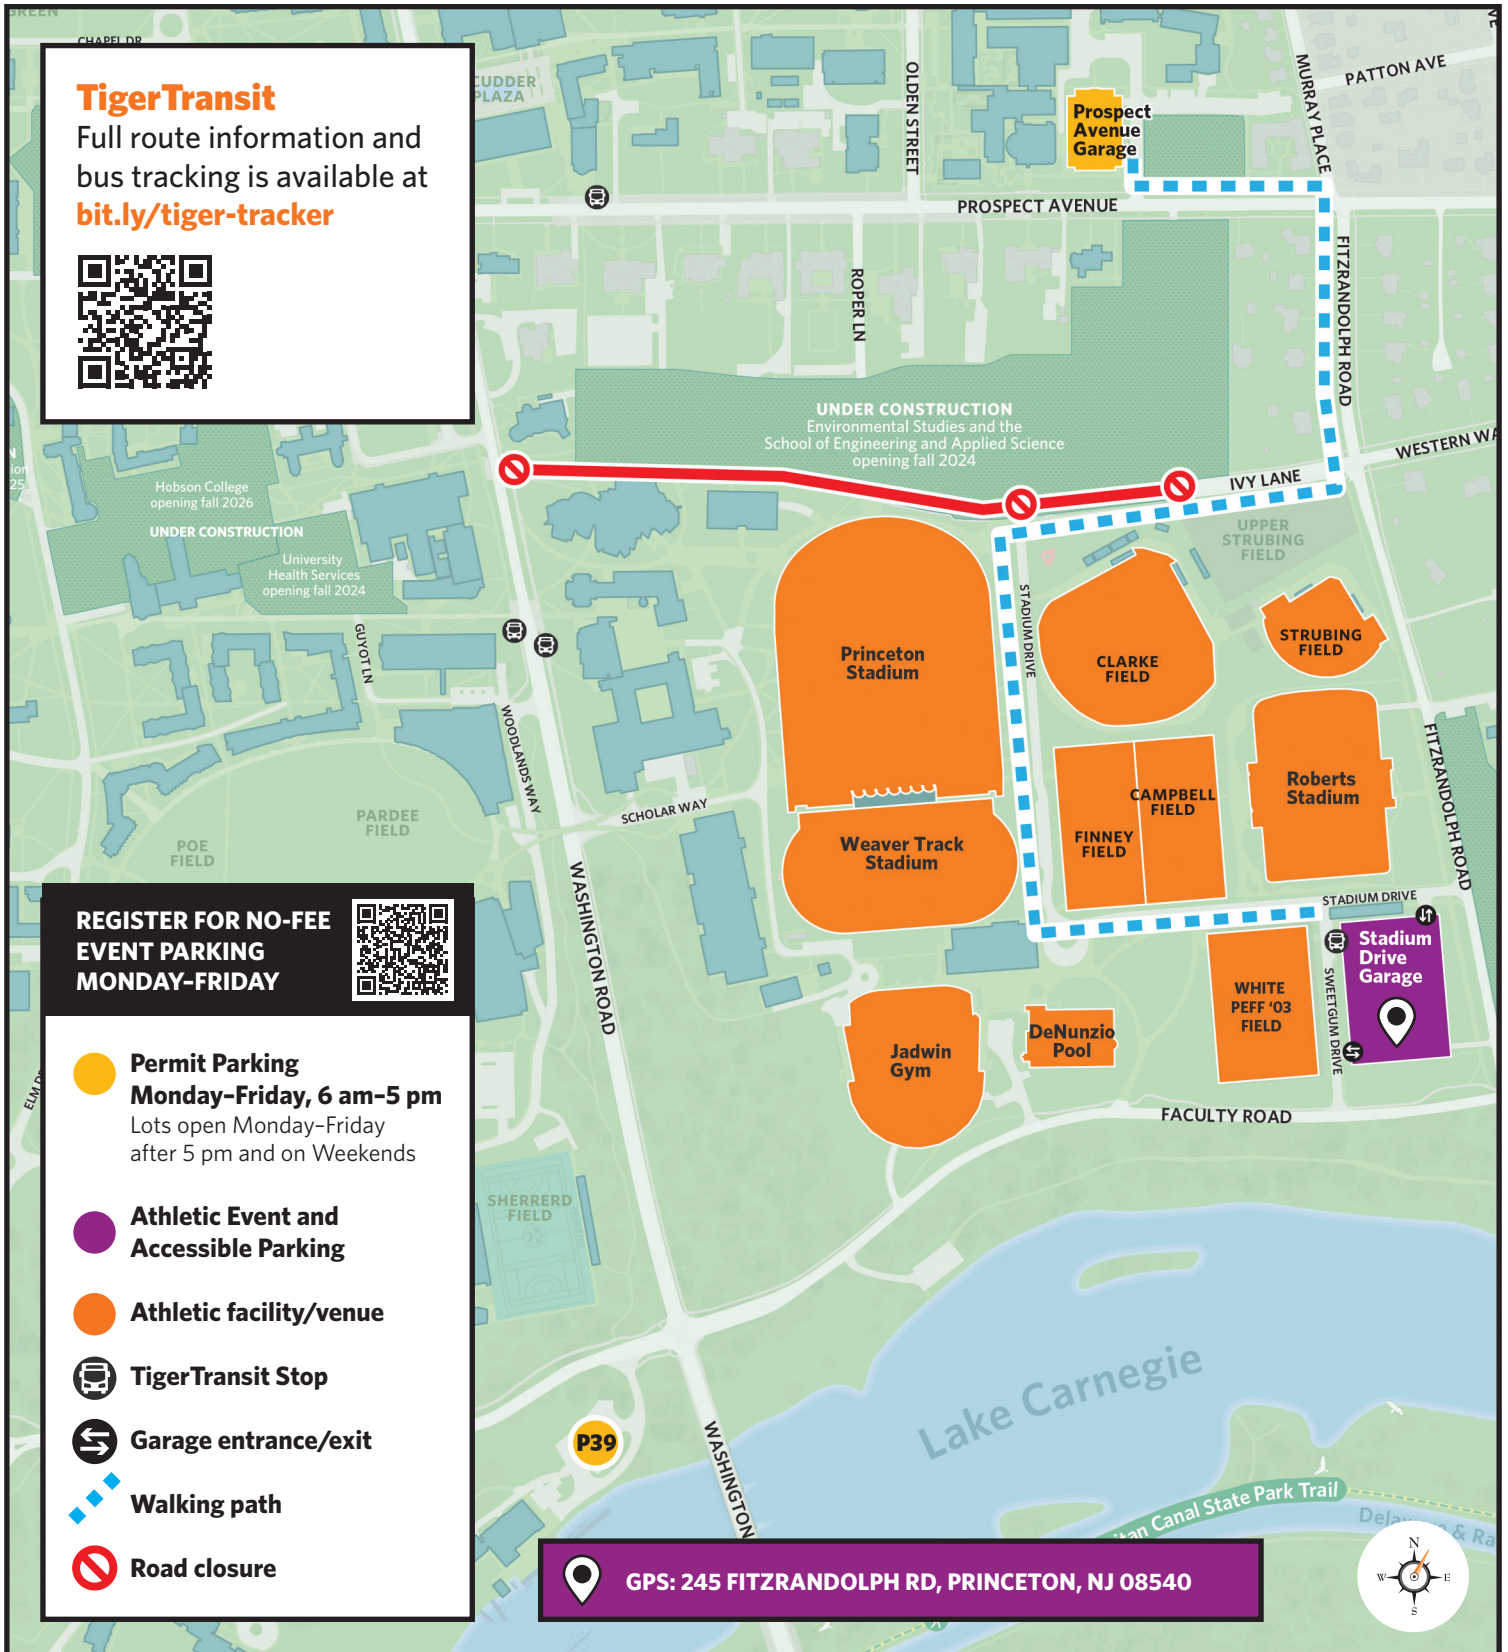 GREEN
CHAPEL DR
TigerTransit
Full route information and
bus tracking is available at
bit.ly/tiger-tracker
CUDDER
PLAZA
OLDEN STREET
Prospect
Avenue
Garage
MURRAY PLACE
PATTON AVE
PROSPECT AVENUE
ROPER LN
FITZRANDOLPH ROAD
UNDER CONSTRUCTION
Environmental Studies and the
School of Engineering and Applied Science
opening fall 2024
WESTERN WA
IVY LANE
Hobson College
opening fall 2026
UNDER CONSTRUCTION
University
Health Services
opening fall 2024
UPPER
STRUBING
FIELD
GUYOT LN
STADIUM DRIVE
Princeton
Stadium
CLARKE
FIELD
STRUBING
FIELD
WOODLANDS WAY
SCHOLAR WAY
PARDEE
FIELD
POE
FIELD
FITZRANDOLPH ROAD
Roberts
Stadium
CAMPBELL
FIELD
FINNEY
FIELD
Weaver Track
Stadium
WASHINGTON ROAD
STADIUM DRIVE
Stadium
Drive
Garage
SWEETGUM DRIVE
WHITE
PEFF '03
FIELD
DeNunzio
Pool
Jadwin
Gym
FACULTY ROAD
REGISTER FOR NO-FEE
EVENT PARKING
MONDAY–FRIDAY
ELM DR
Permit Parking
Monday–Friday, 6 am–5 pm
Lots open Monday–Friday
after 5 pm and on Weekends
Athletic Event and
Accessible Parking
Athletic facility/venue
TigerTransit Stop
Garage entrance/exit
Walking path
Road closure
SHERRERD
FIELD
Lake Carnegie
P39
WASHINGTON
itan Canal State Park Trail
Delaware & Ra
GPS: 245 FITZRANDOLPH RD, PRINCETON, NJ 08540
N
W
E
S